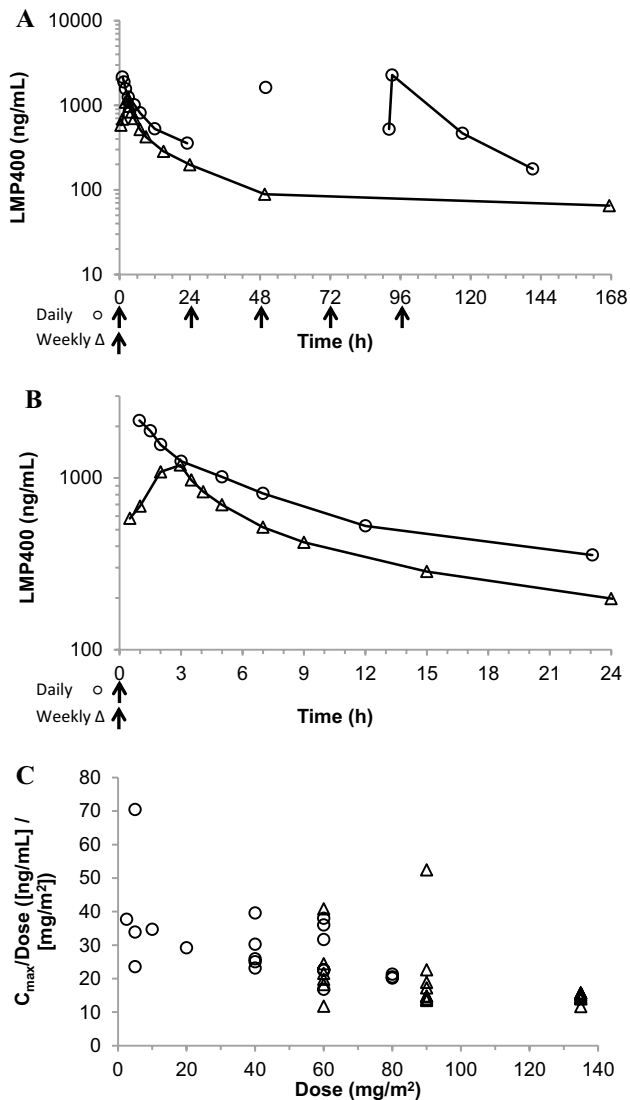 A
10000
1000
100
10
LMP400 (ng/mL)
0 24 48 72 96 120 144 168
Daily ○
Weekly Δ
Time (h)
B
1000
100
LMP400 (ng/mL)
0 3 6 9 12 15 18 21 24
Daily ○
Weekly Δ
Time (h)
C
80
70
60
50
40
30
20
10
0
Cmax/Dose ([ng/mL] /
[mg/m²])
0 20 40 60 80 100 120 140
Dose (mg/m²)